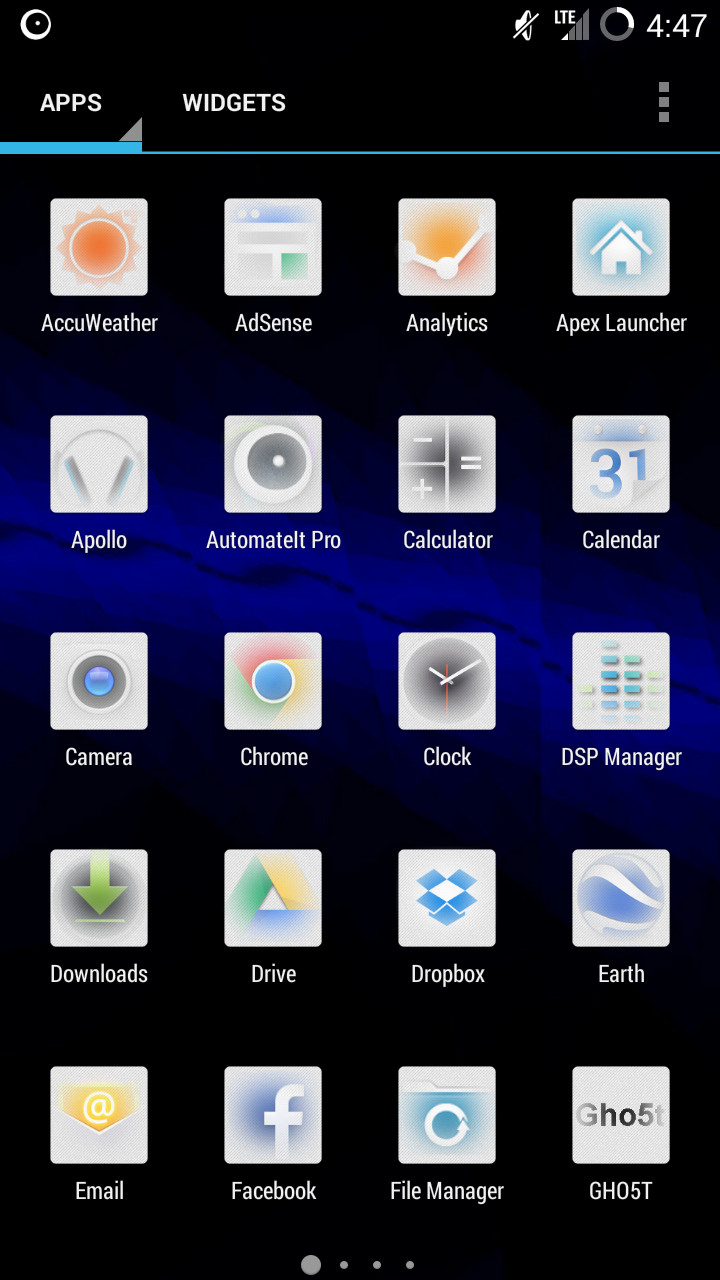 LTE 4:47
APPS WIDGETS
AccuWeather AdSense Analytics Apex Launcher
31
Apollo AutomateIt Pro Calculator Calendar
Camera Chrome Clock DSP Manager
Downloads Drive Dropbox Earth
@ f Gho5t
Email Facebook File Manager GHO5T